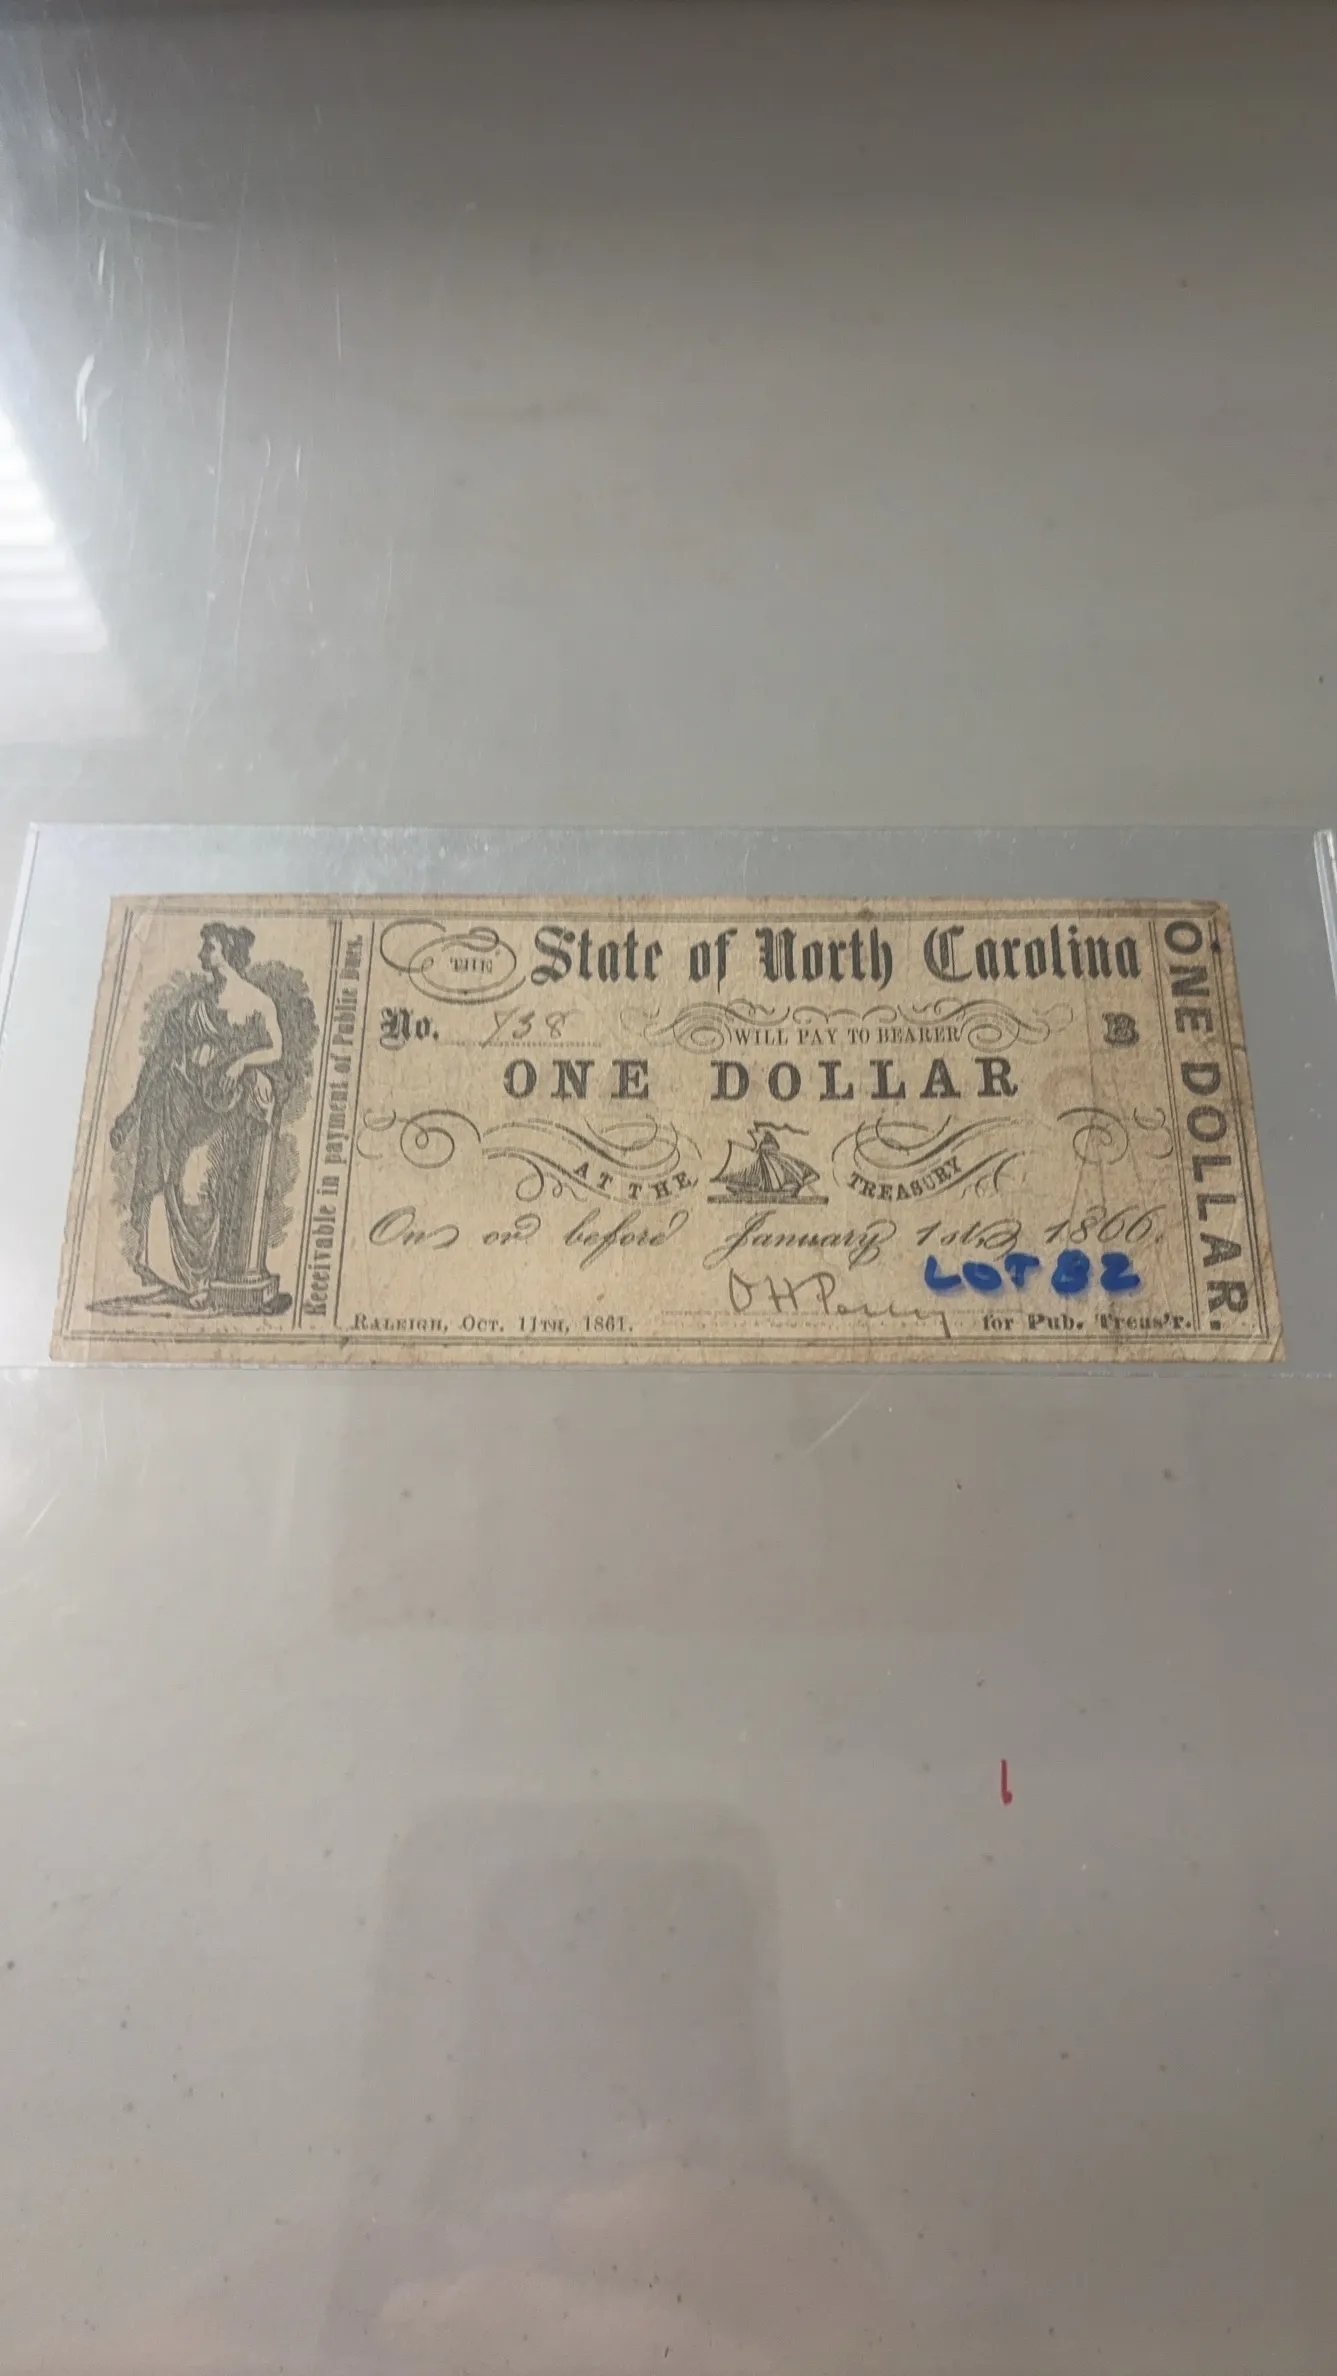 THE State of North Carolina
No. 738 WILL PAY TO BEARER B
ONE DOLLAR
AT THE TREASURY
On or before January 1st, 1866.
LOT 82
O H Perry
RALEIGH, OCT. 11TH, 1861. for Pub. Treas'r.
Receivable in payment of Public Dues.
ONE DOLLAR.